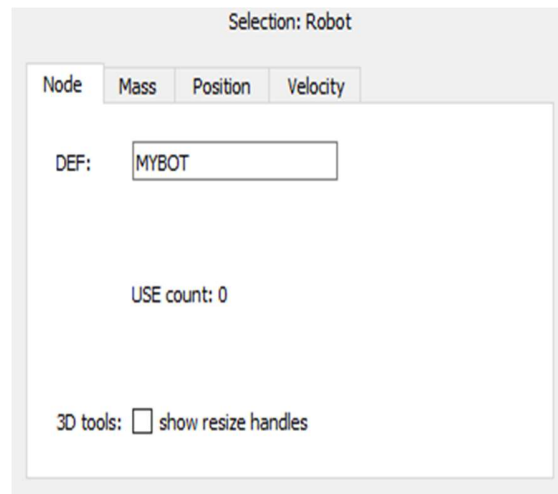 Selection: Robot
Node Mass Position Velocity
DEF: MYBOT
USE count: 0
3D tools: show resize handles